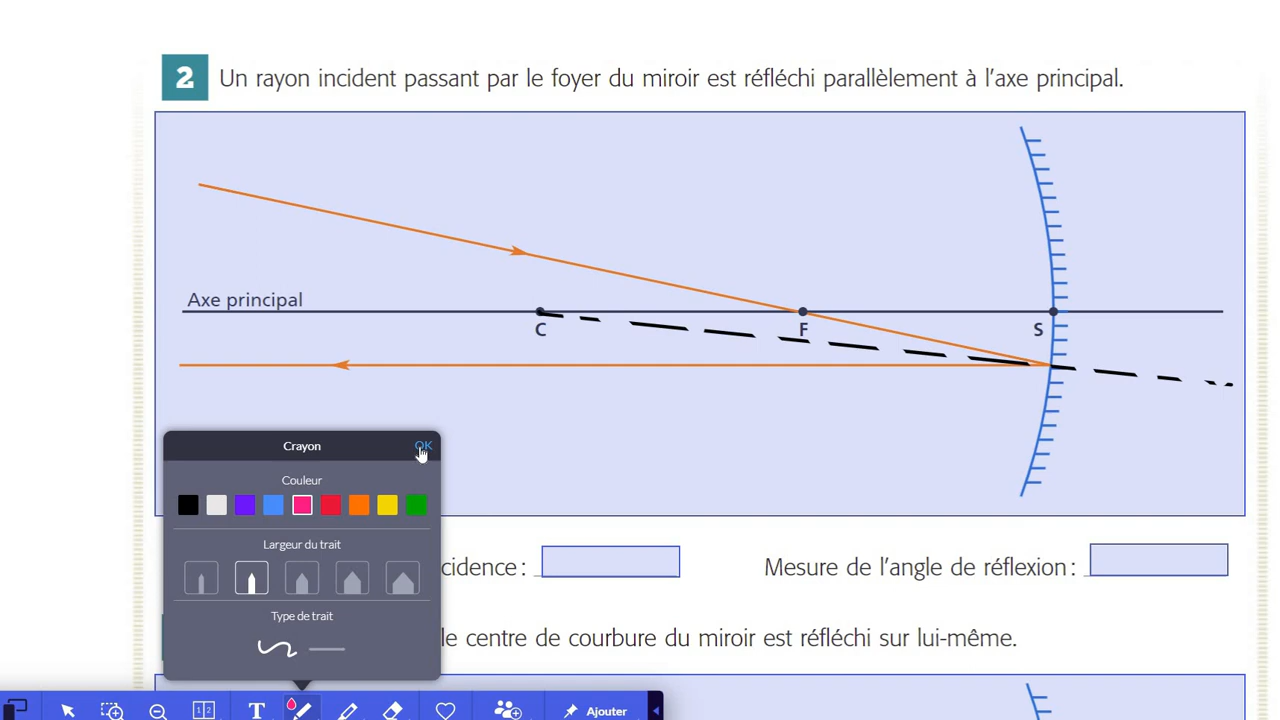 2 Un rayon incident passant par le foyer du miroir est réfléchi parallèlement à l'axe principal.
Axe principal
C F S
Crayon OK
Couleur
Largeur du trait
cidence : Mesure de l'angle de réflexion :
Type de trait
le centre de courbure du miroir est réfléchi sur lui-même.
1 2 T Ajouter